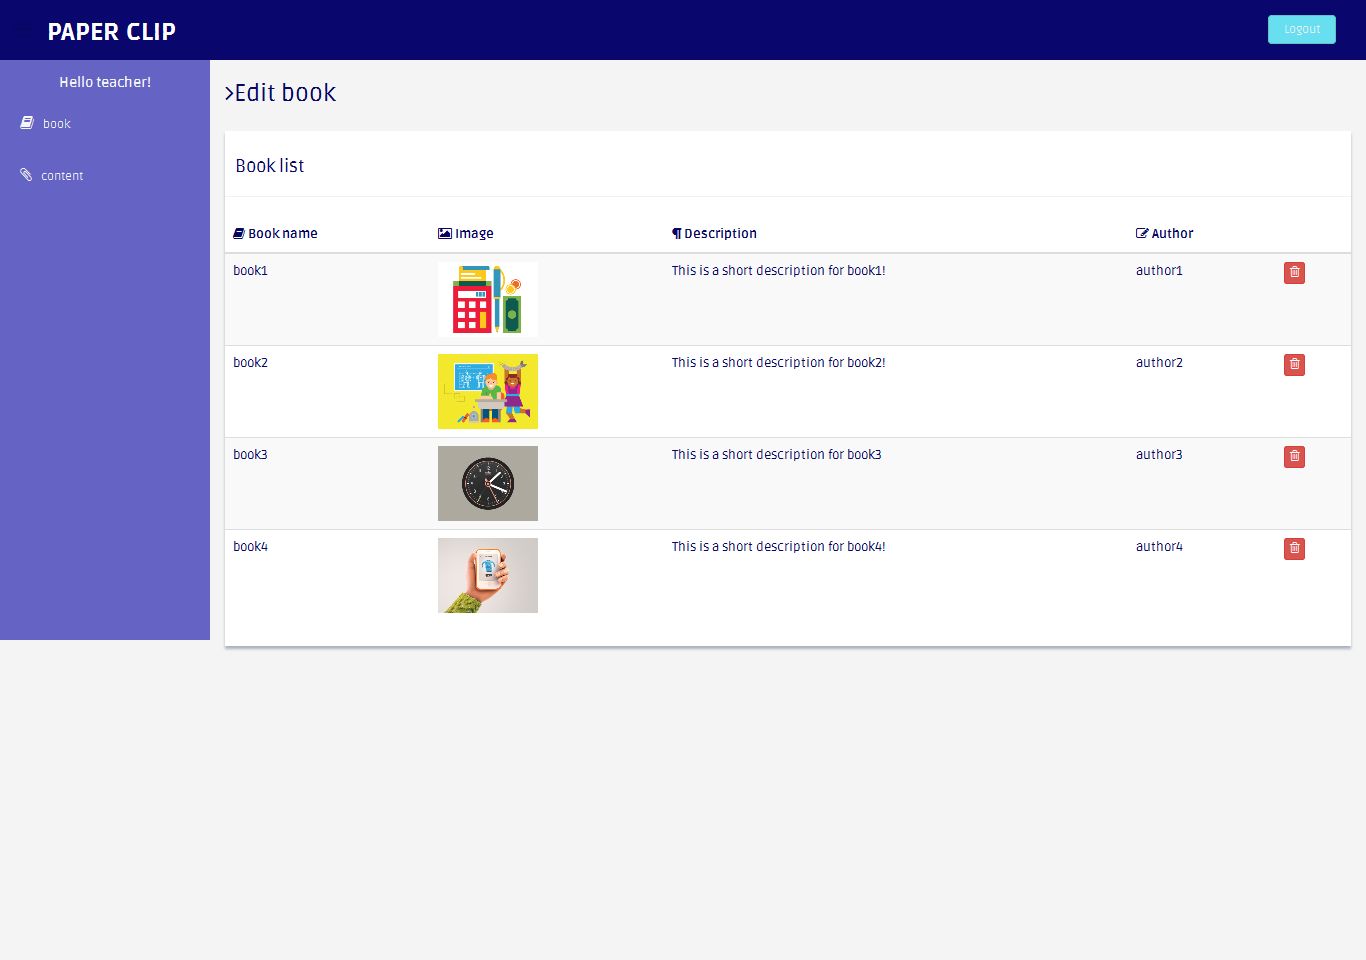 PAPER CLIP
Logout
Hello teacher!
book
content
>Edit book
Book list
Book name Image Description Author
book1 This is a short description for book1! author1
book2 This is a short description for book2! author2
book3 This is a short description for book3 author3
book4 This is a short description for book4! author4